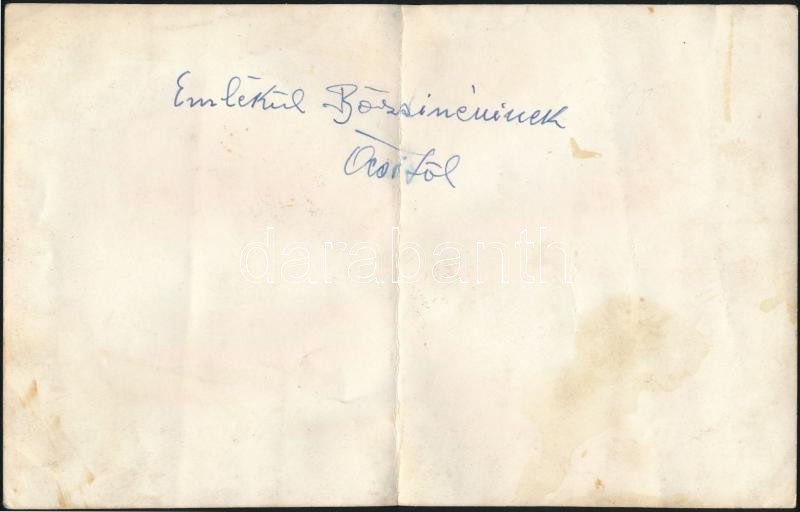 Emlékül Bözsinéninek
Öcsitől
darabanth